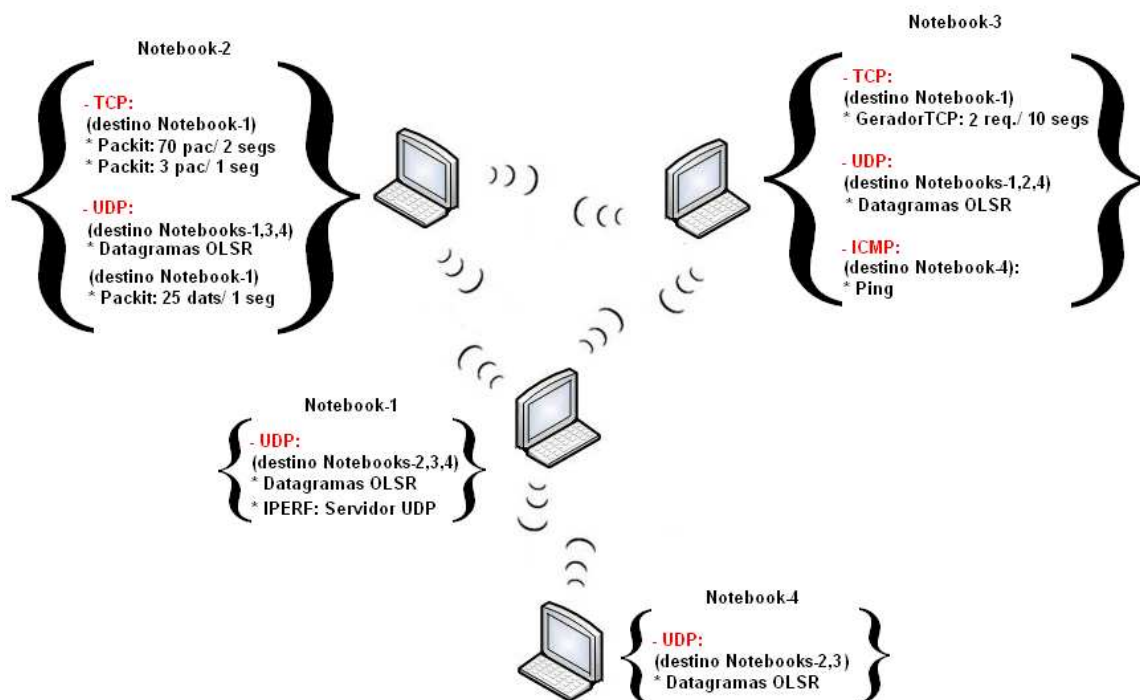 Notebook-2
- TCP:
(destino Notebook-1)
* Packit: 70 pac/ 2 segs
* Packit: 3 pac/ 1 seg
- UDP:
(destino Notebooks-1,3,4)
* Datagramas OLSR
(destino Notebook-1)
* Packit: 25 dats/ 1 seg
Notebook-3
- TCP:
(destino Notebook-1)
* GeradorTCP: 2 req./ 10 segs
- UDP:
(destino Notebooks-1,2,4)
* Datagramas OLSR
- ICMP:
(destino Notebook-4):
* Ping
Notebook-1
- UDP:
(destino Notebooks-2,3,4)
* Datagramas OLSR
* IPERF: Servidor UDP
Notebook-4
- UDP:
(destino Notebooks-2,3)
* Datagramas OLSR